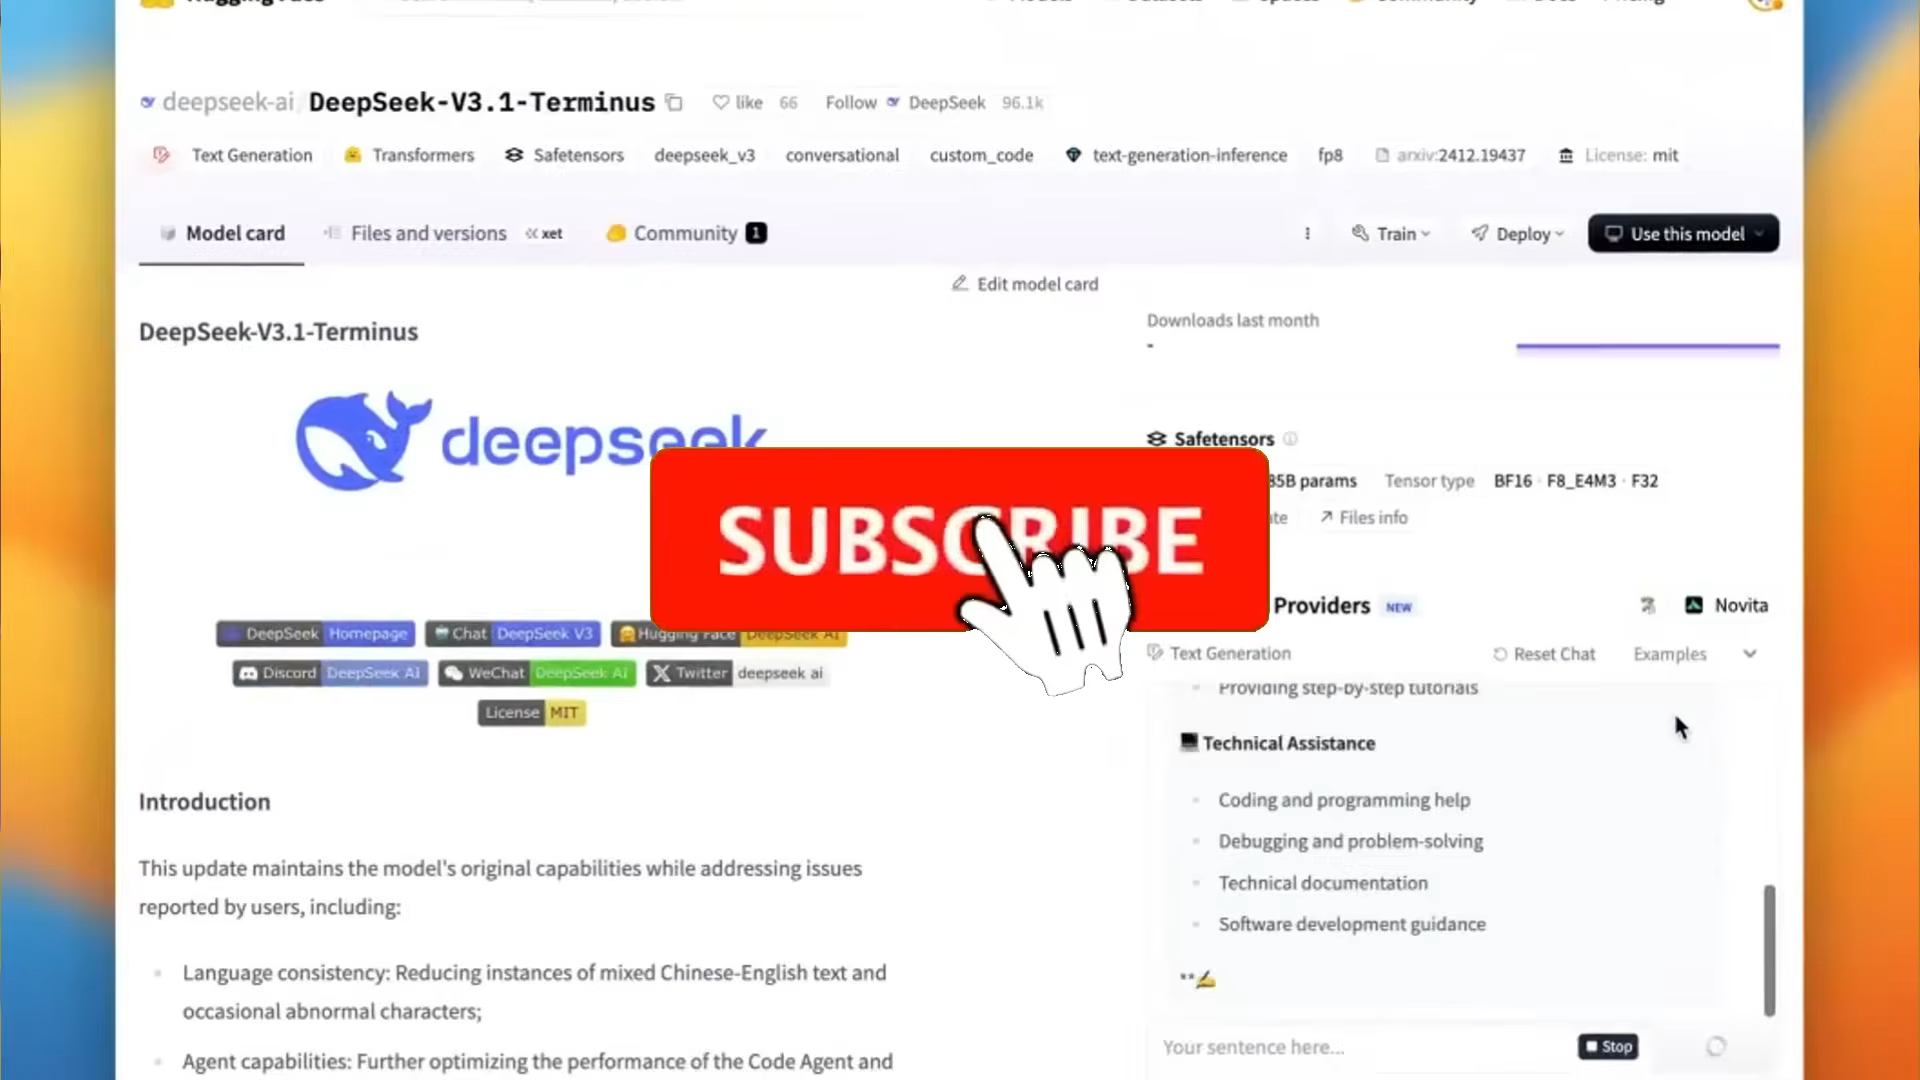 deepseek-ai/ DeepSeek-V3.1-Terminus like 66 Follow DeepSeek 96.1k
Text Generation Transformers Safetensors deepseek_v3 conversational custom_code text-generation-inference fp8 arxiv:2412.19437 License: mit
Model card Files and versions xet Community 1 Train Deploy Use this model
Edit model card
DeepSeek-V3.1-Terminus
Downloads last month
-
deepseek
Safetensors
85B params Tensor type BF16 · F8_E4M3 · F32
Files info
SUBSCRIBE
Providers NEW Novita
DeepSeek Homepage Chat DeepSeek V3 Hugging Face DeepSeek AI
Text Generation Reset Chat Examples
Discord DeepSeek AI WeChat DeepSeek AI Twitter deepseek ai
Providing step-by-step tutorials
License MIT
Technical Assistance
Introduction
Coding and programming help
Debugging and problem-solving
Technical documentation
Software development guidance
**✍
This update maintains the model's original capabilities while addressing issues
reported by users, including:
Language consistency: Reducing instances of mixed Chinese-English text and
occasional abnormal characters;
Agent capabilities: Further optimizing the performance of the Code Agent and
Your sentence here... Stop